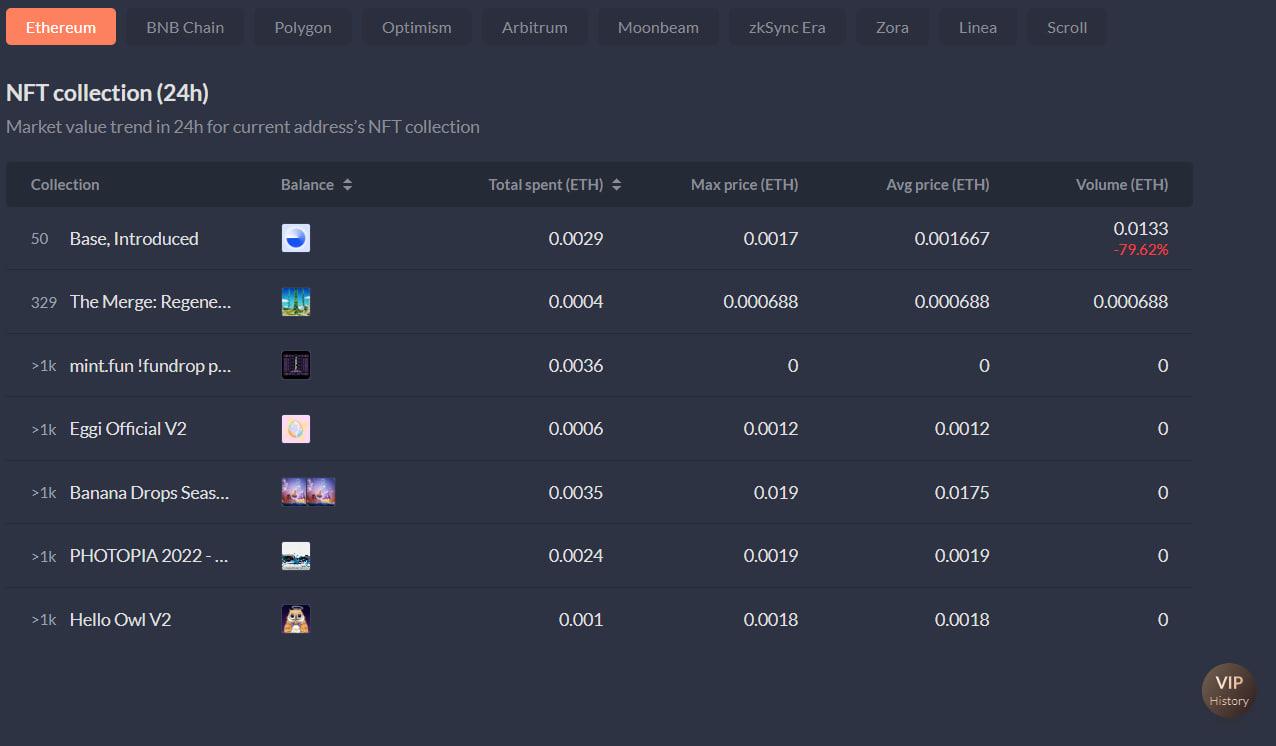 Ethereum BNB Chain Polygon Optimism Arbitrum Moonbeam zkSync Era Zora Linea Scroll
NFT collection (24h)
Market value trend in 24h for current address's NFT collection
Collection Balance Total spent (ETH) Max price (ETH) Avg price (ETH) Volume (ETH)
50 Base, Introduced 0.0029 0.0017 0.001667 0.0133
-79.62%
329 The Merge: Regene... 0.0004 0.000688 0.000688 0.000688
>1k mint.fun !fundrop p... 0.0036 0 0 0
>1k Eggi Official V2 0.0006 0.0012 0.0012 0
>1k Banana Drops Seas... 0.0035 0.019 0.0175 0
>1k PHOTOPIA 2022 - ... 0.0024 0.0019 0.0019 0
>1k Hello Owl V2 0.001 0.0018 0.0018 0
VIP
History